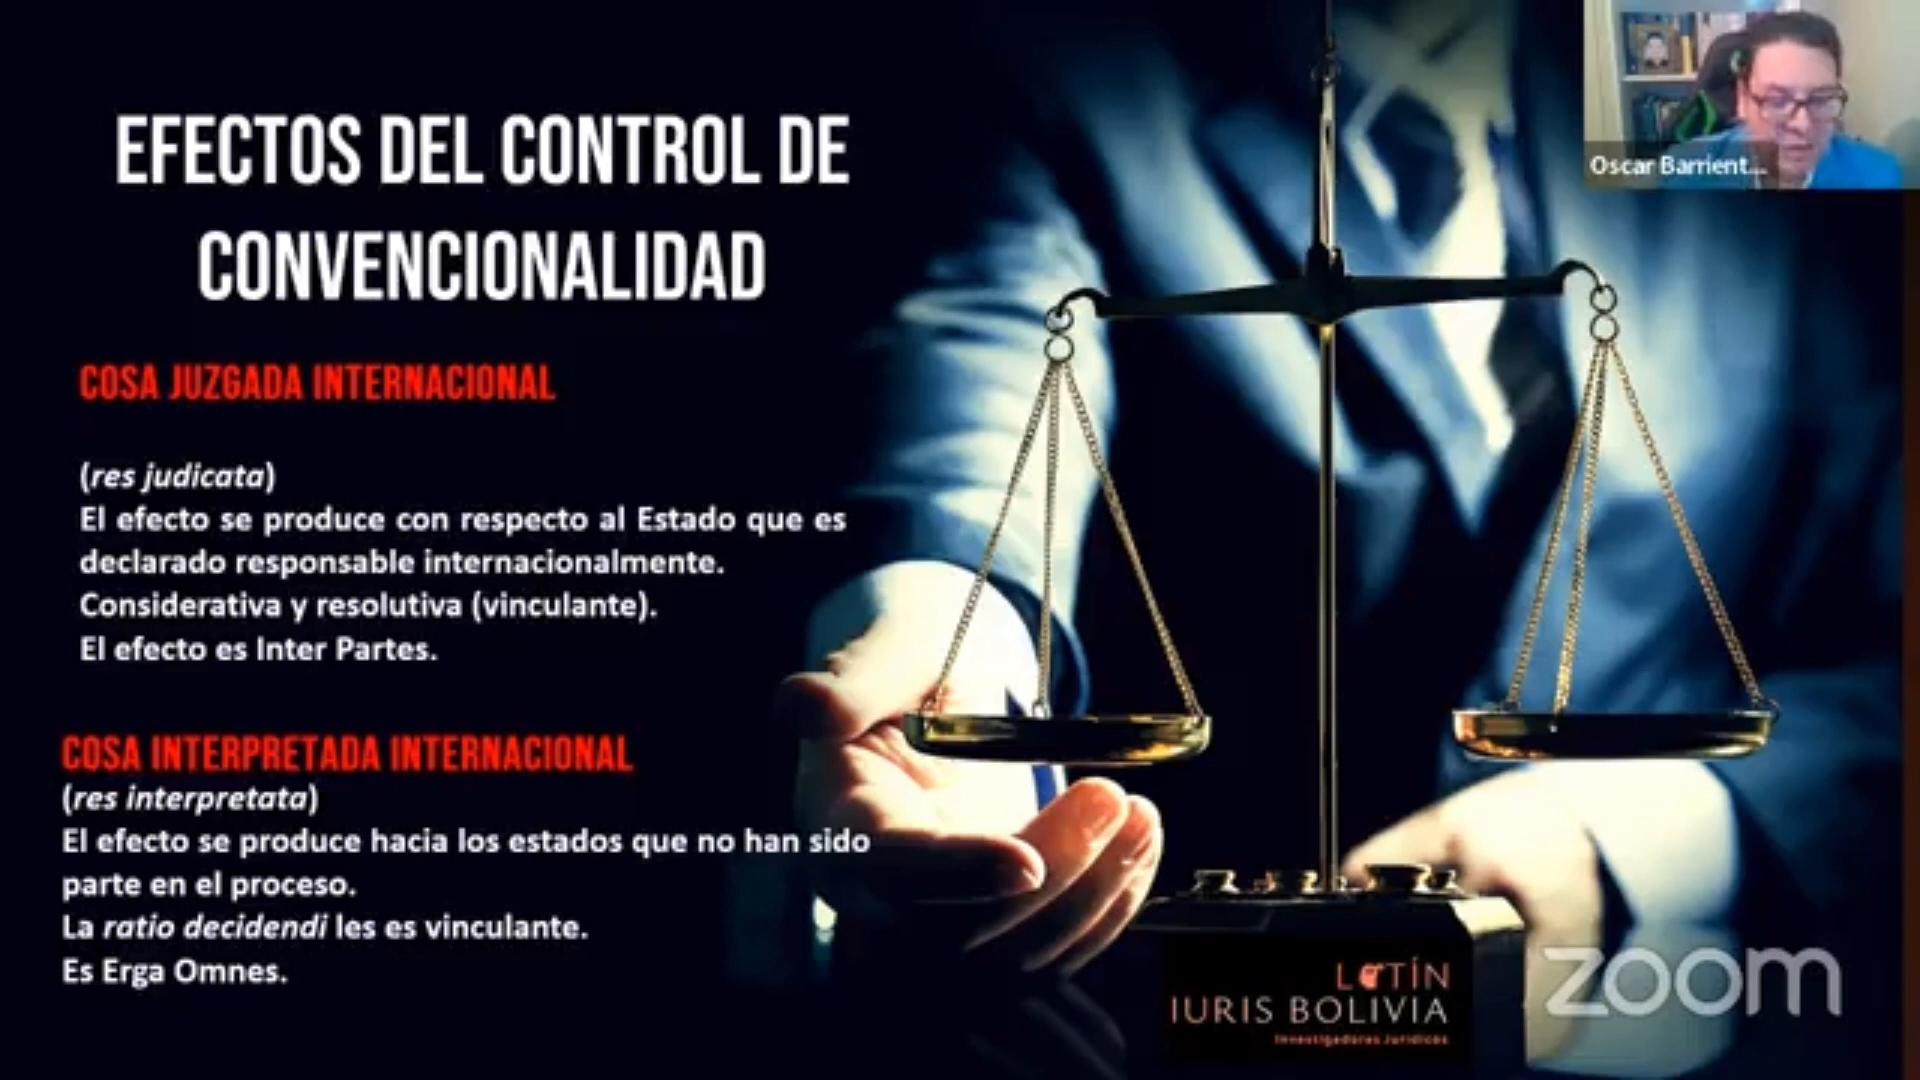 EFECTOS DEL CONTROL DE
CONVENCIONALIDAD
COSA JUZGADA INTERNACIONAL
(res judicata)
El efecto se produce con respecto al Estado que es
declarado responsable internacionalmente.
Considerativa y resolutiva (vinculante).
El efecto es Inter Partes.
COSA INTERPRETADA INTERNACIONAL
(res interpretata)
El efecto se produce hacia los estados que no han sido
parte en el proceso.
La ratio decidendi les es vinculante.
Es Erga Omnes.
Oscar Barrient...
LATÍN
IURIS BOLIVIA
Investigadores Jurídicos
zoom